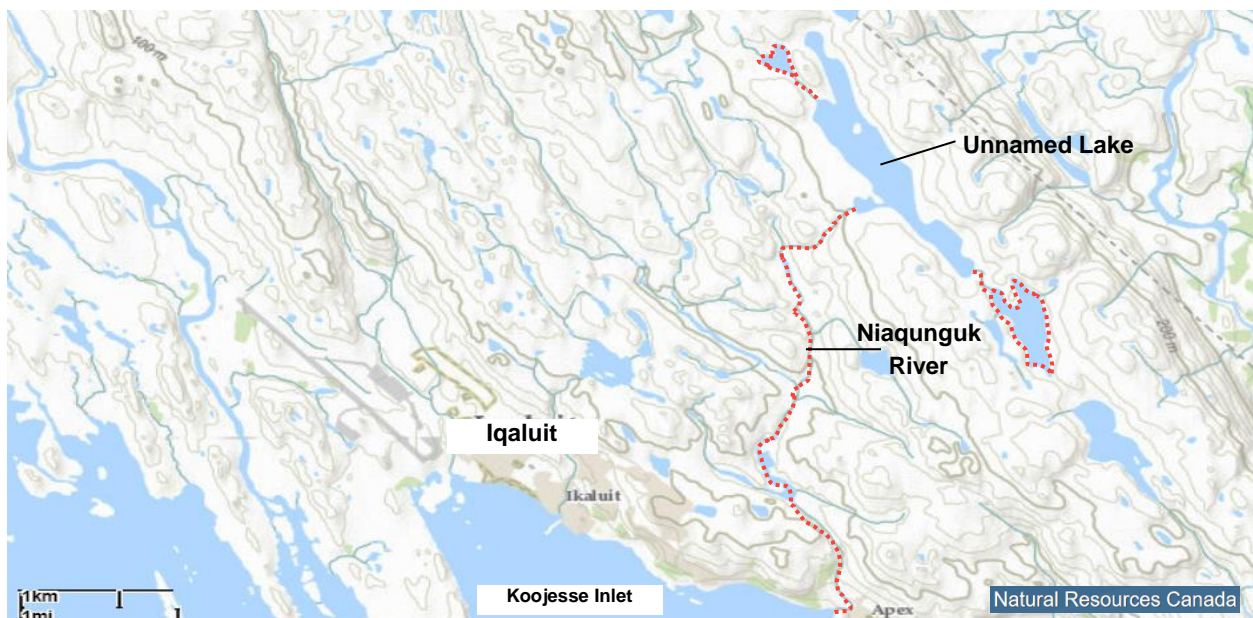 100 m
Unnamed Lake
Niaqunguk
River
200 m
Iqaluit
Ikaluit
1km
1mi
Koojesse Inlet
Apex
Natural Resources Canada